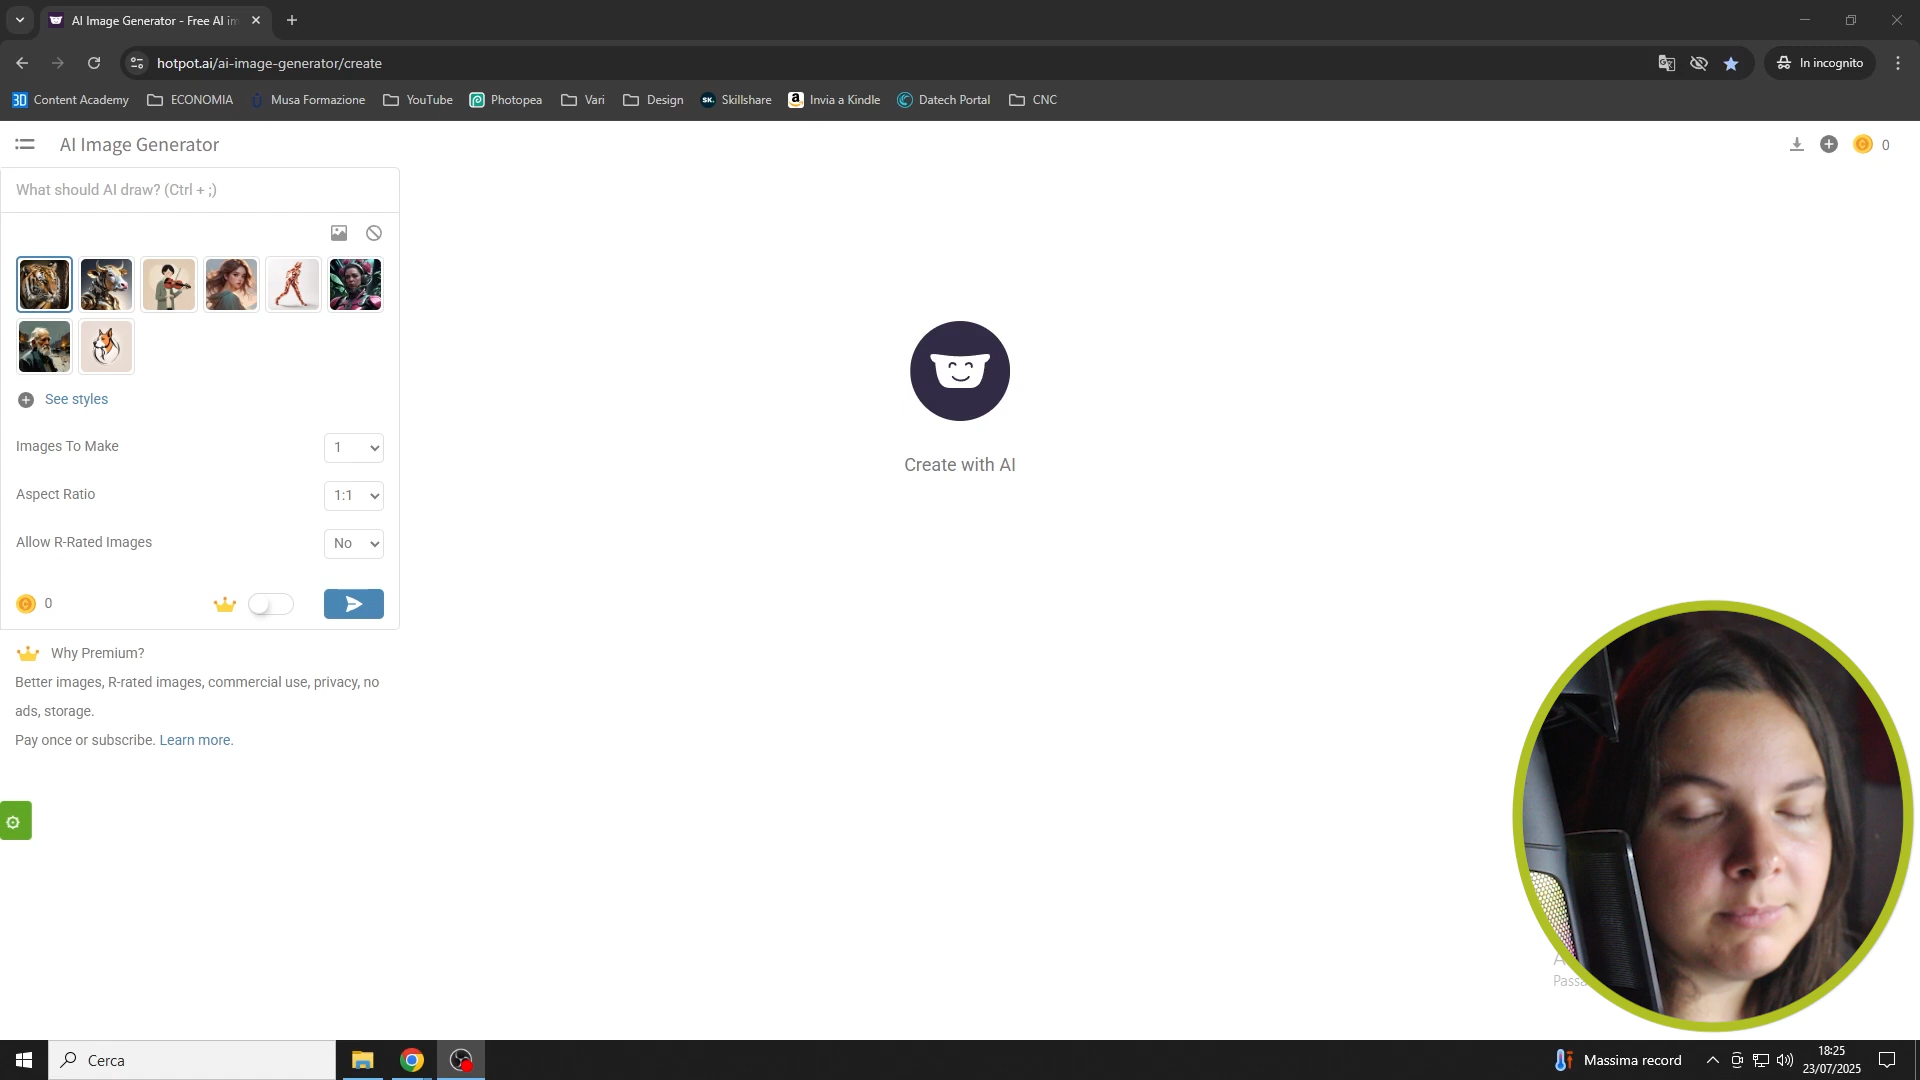 AI Image Generator - Free AI im
hotpot.ai/ai-image-generator/create
In incognito
Content Academy
ECONOMIA
Musa Formazione
YouTube
Photopea
Vari
Design
Skillshare
Invia a Kindle
Datech Portal
CNC
AI Image Generator
0
What should AI draw? (Ctrl + ;)
See styles
Images To Make
1
Aspect Ratio
1:1
Allow R-Rated Images
No
0
Why Premium?
Better images, R-rated images, commercial use, privacy, no
ads, storage.
Pay once or subscribe. Learn more.
Create with AI
Cerca
Massima record
18:25
23/07/2025